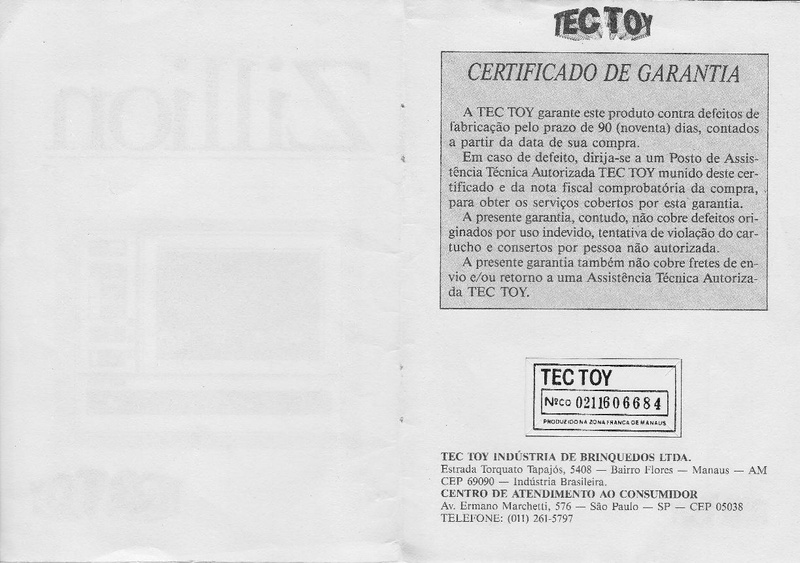 Zillion
TEC TOY
CERTIFICADO DE GARANTIA
A TEC TOY garante este produto contra defeitos de
fabricação pelo prazo de 90 (noventa) dias, contados
a partir da data de sua compra.
Em caso de defeito, dirija-se a um Posto de Assis-
tência Técnica Autorizada TEC TOY munido deste cer-
tificado e da nota fiscal comprobatória da compra,
para obter os serviços cobertos por esta garantia.
A presente garantia, contudo, não cobre defeitos ori-
ginados por uso indevido, tentativa de violação do car-
tucho e consertos por pessoa não autorizada.
A presente garantia também não cobre fretes de en-
vio e/ou retorno a uma Assistência Técnica Autoriza-
da TEC TOY.
TEC TOY
Nºco 0211606684
PRODUZIDO NA ZONA FRANCA DE MANAUS
TEC TOY INDÚSTRIA DE BRINQUEDOS LTDA.
Estrada Torquato Tapajós, 5408 — Bairro Flores — Manaus — AM
CEP 69090 — Indústria Brasileira.
CENTRO DE ATENDIMENTO AO CONSUMIDOR
Av. Ermano Marchetti, 576 — São Paulo — SP — CEP 05038
TELEFONE: (011) 261-5797